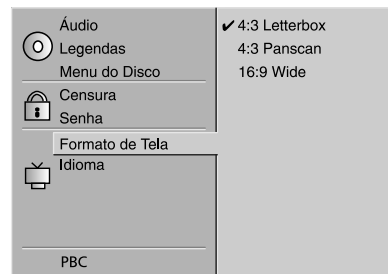 Áudio
Legendas
Menu do Disco
Censura
Senha
Formato de Tela
Idioma
PBC
✔ 4:3 Letterbox
4:3 Panscan
16:9 Wide